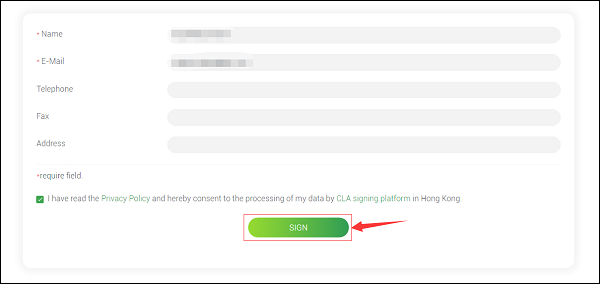 * Name
* E-Mail
Telephone
Fax
Address
*require field.
I have read the Privacy Policy and hereby consent to the processing of my data by CLA signing platform in Hong Kong.
SIGN